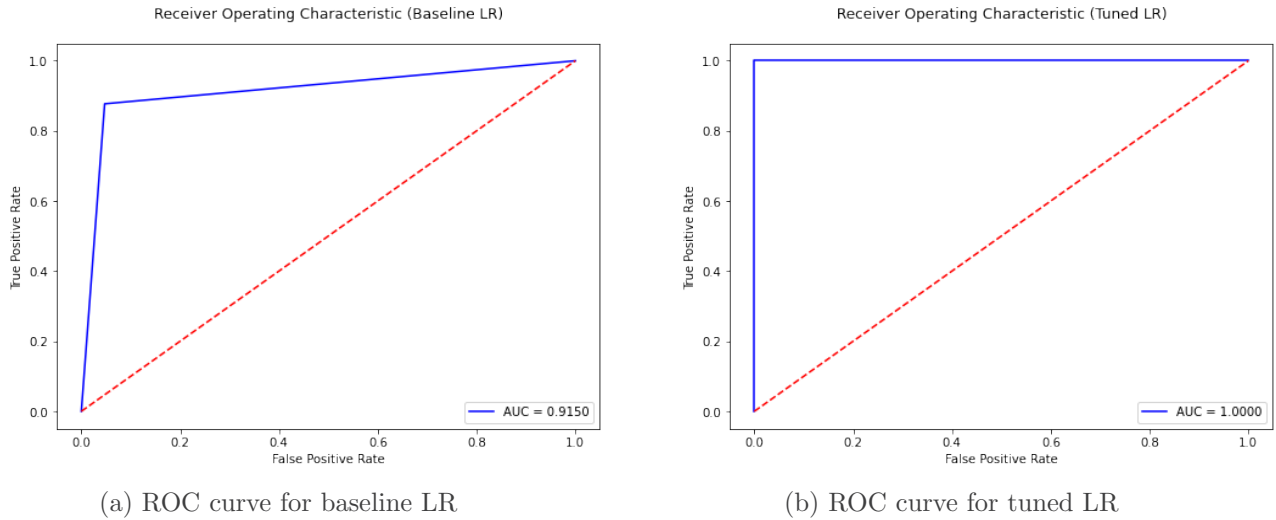 Receiver Operating Characteristic (Baseline LR)
1.0
0.8
0.6
0.4
0.2
0.0
True Positive Rate
0.0 0.2 0.4 0.6 0.8 1.0
False Positive Rate
AUC = 0.9150
(a) ROC curve for baseline LR
Receiver Operating Characteristic (Tuned LR)
1.0
0.8
0.6
0.4
0.2
0.0
True Positive Rate
0.0 0.2 0.4 0.6 0.8 1.0
False Positive Rate
AUC = 1.0000
(b) ROC curve for tuned LR